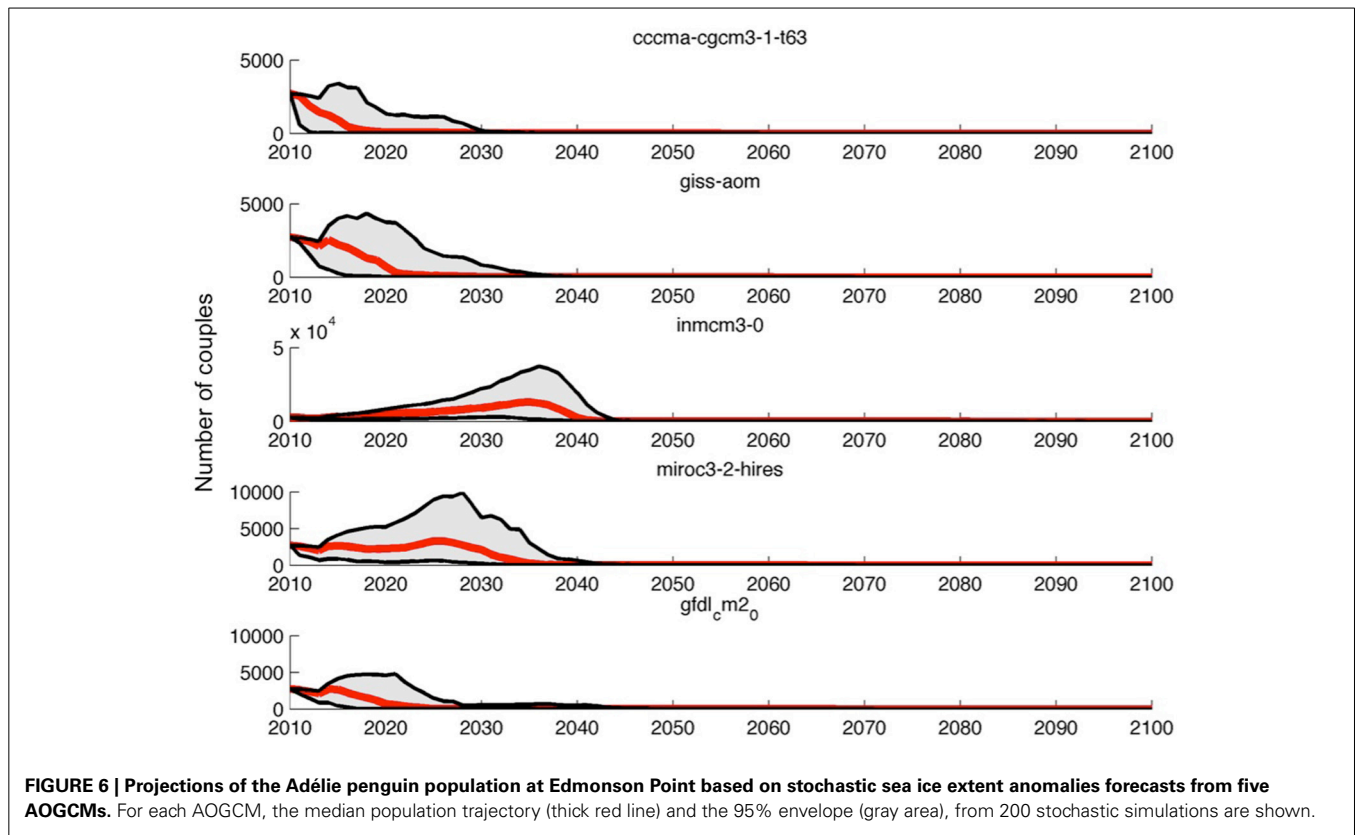 cccma-cgcm3-1-t63
5000
0
2010 2020 2030 2040 2050 2060 2070 2080 2090 2100
giss-aom
5000
0
2010 2020 2030 2040 2050 2060 2070 2080 2090 2100
Number of couples
inmcm3-0
x 10^4
5
0
2010 2020 2030 2040 2050 2060 2070 2080 2090 2100
miroc3-2-hires
10000
5000
0
2010 2020 2030 2040 2050 2060 2070 2080 2090 2100
gfdl_cm2_0
10000
5000
0
2010 2020 2030 2040 2050 2060 2070 2080 2090 2100
FIGURE 6 | Projections of the Adélie penguin population at Edmonson Point based on stochastic sea ice extent anomalies forecasts from five
AOGCMs. For each AOGCM, the median population trajectory (thick red line) and the 95% envelope (gray area), from 200 stochastic simulations are shown.